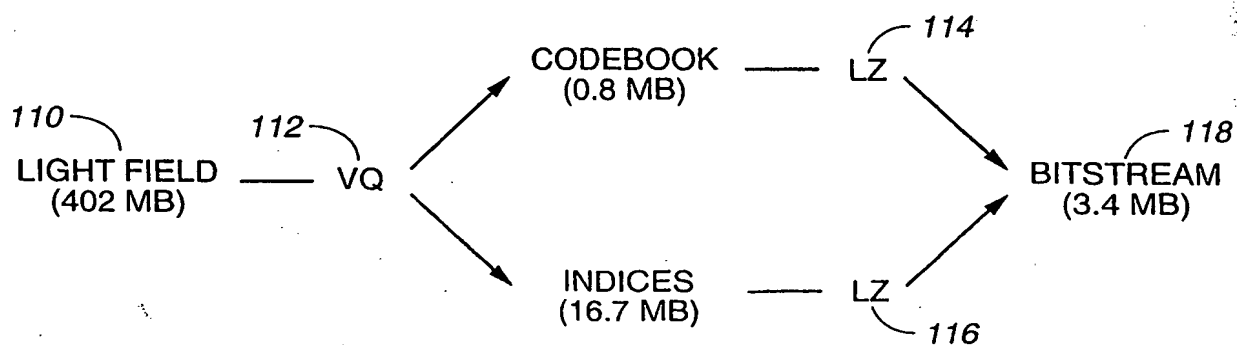 114
CODEBOOK
(0.8 MB)
LZ
110
112
118
LIGHT FIELD
(402 MB)
VQ
BITSTREAM
(3.4 MB)
INDICES
(16.7 MB)
LZ
116